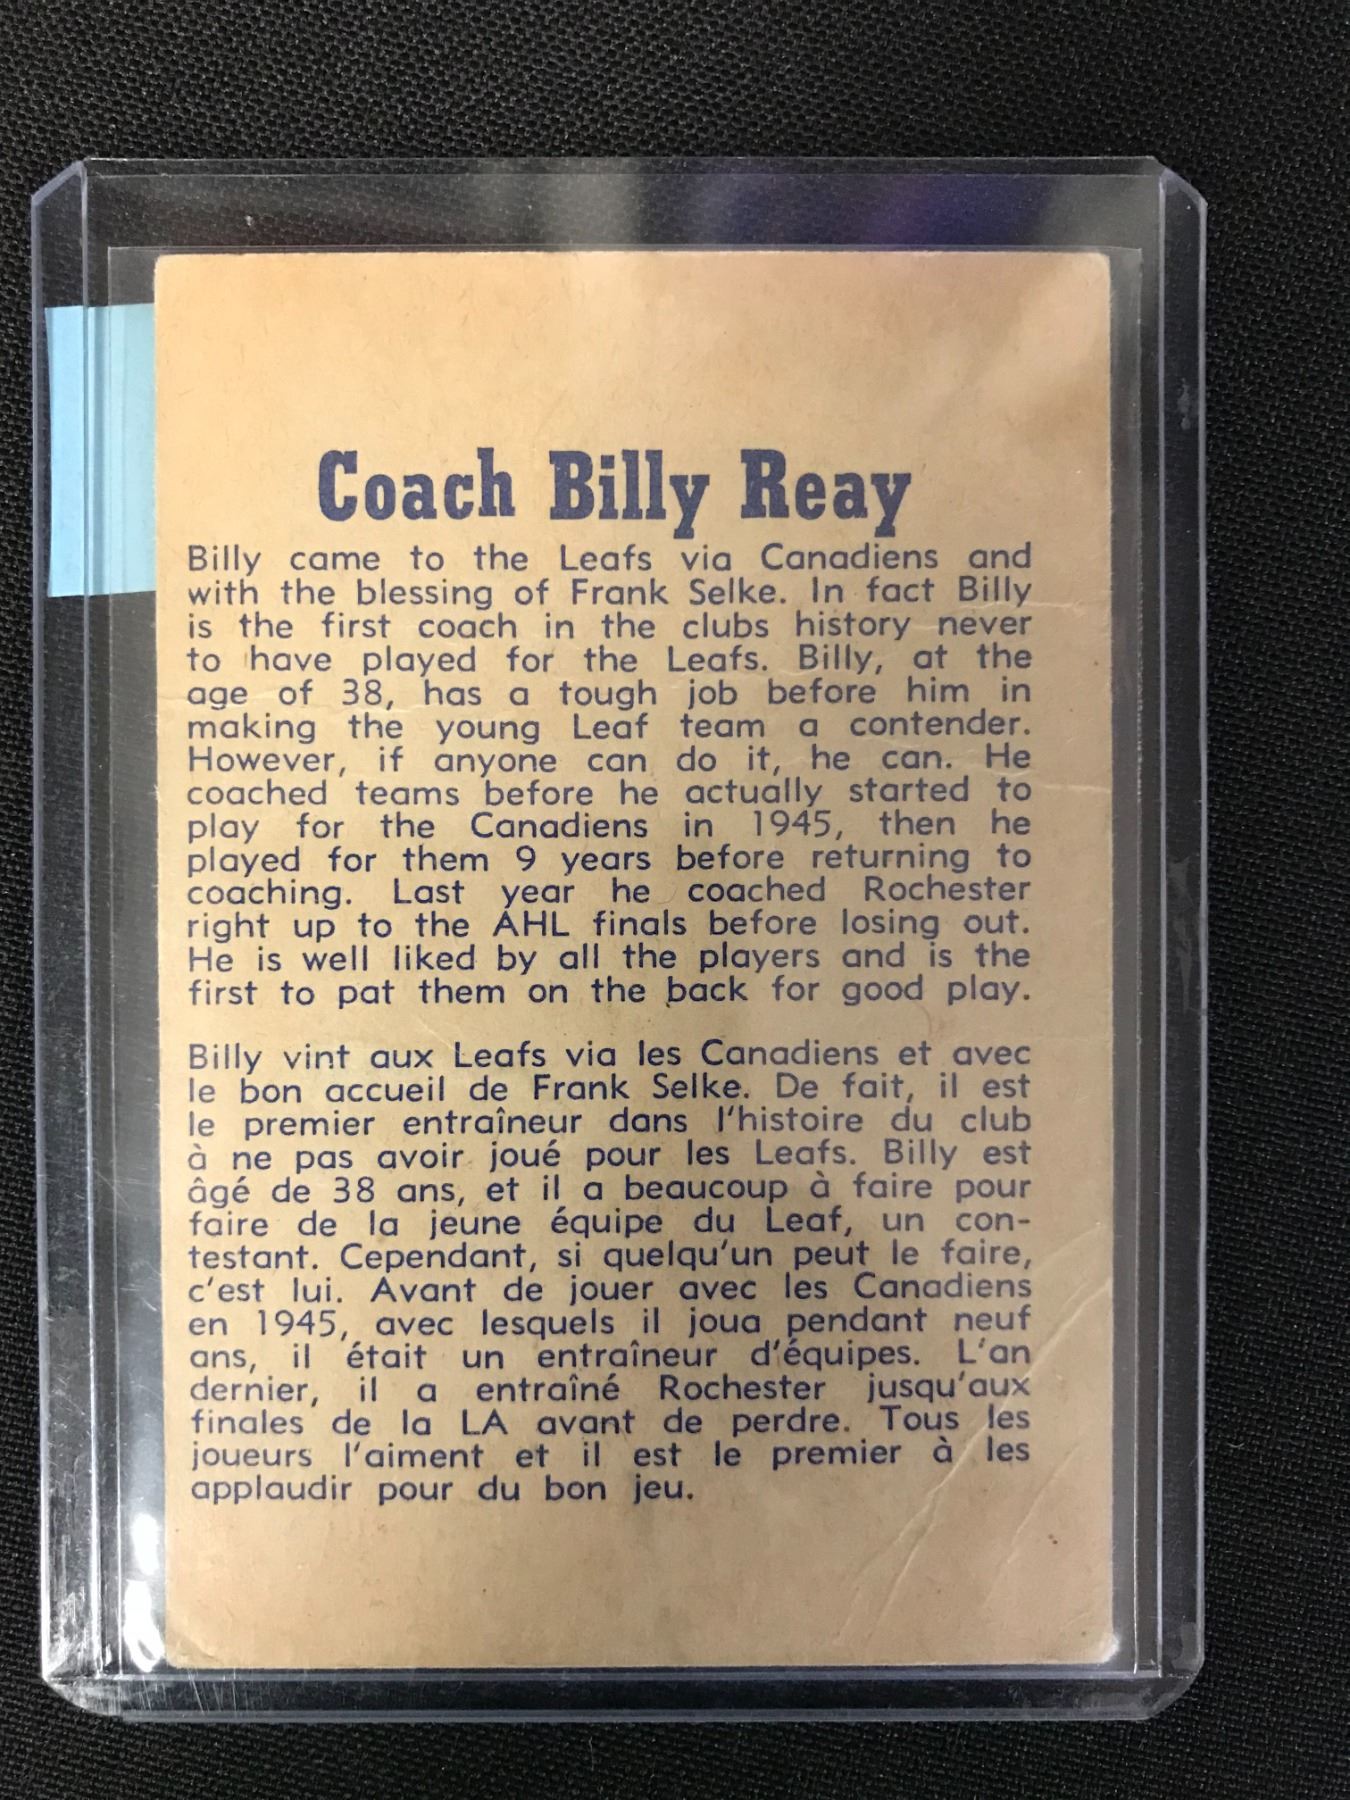 Coach Billy Reay
Billy came to the Leafs via Canadiens and
with the blessing of Frank Selke. In fact Billy
is the first coach in the clubs history never
to have played for the Leafs. Billy, at the
age of 38, has a tough job before him in
making the young Leaf team a contender.
However, if anyone can do it, he can. He
coached teams before he actually started to
play for the Canadiens in 1945, then he
played for them 9 years before returning to
coaching. Last year he coached Rochester
right up to the AHL finals before losing out.
He is well liked by all the players and is the
first to pat them on the back for good play.
Billy vint aux Leafs via les Canadiens et avec
le bon accueil de Frank Selke. De fait, il est
le premier entraîneur dans l'histoire du club
à ne pas avoir joué pour les Leafs. Billy est
âgé de 38 ans, et il a beaucoup à faire pour
faire de la jeune équipe du Leaf, un con-
testant. Cependant, si quelqu'un peut le faire,
c'est lui. Avant de jouer avec les Canadiens
en 1945, avec lesquels il joua pendant neuf
ans, il était un entraîneur d'équipes. L'an
dernier, il a entraîné Rochester jusqu'aux
finales de la LA avant de perdre. Tous les
joueurs l'aiment et il est le premier à les
applaudir pour du bon jeu.